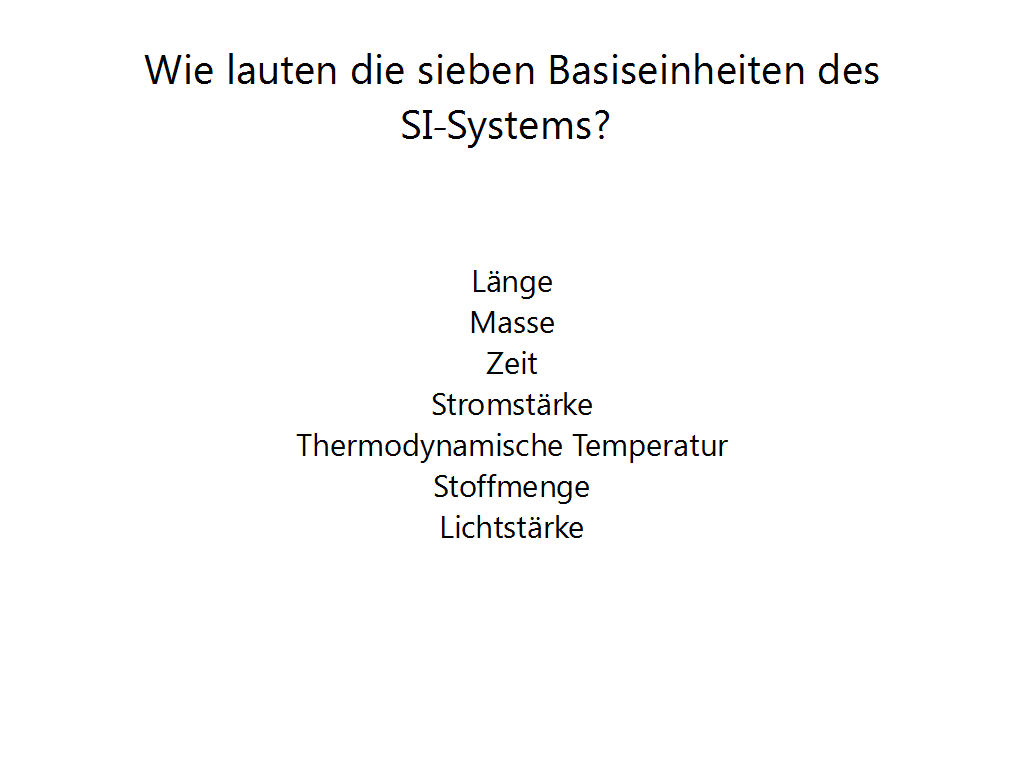 Wie lauten die sieben Basiseinheiten des
SI-Systems?
Länge
Masse
Zeit
Stromstärke
Thermodynamische Temperatur
Stoffmenge
Lichtstärke